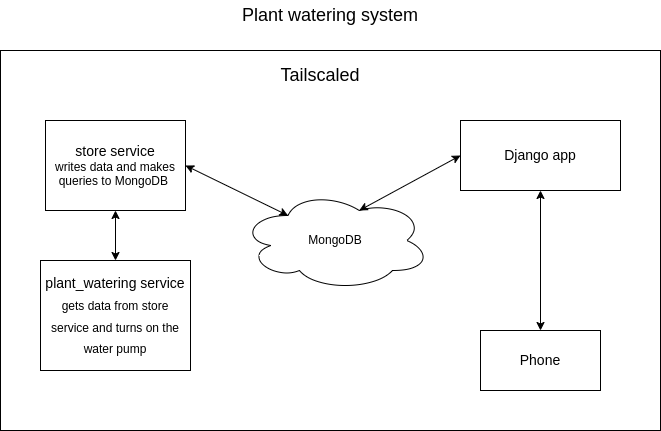 Plant watering system
Tailscaled
store service
writes data and makes
queries to MongoDB
Django app
MongoDB
plant_watering service
gets data from store
service and turns on the
water pump
Phone